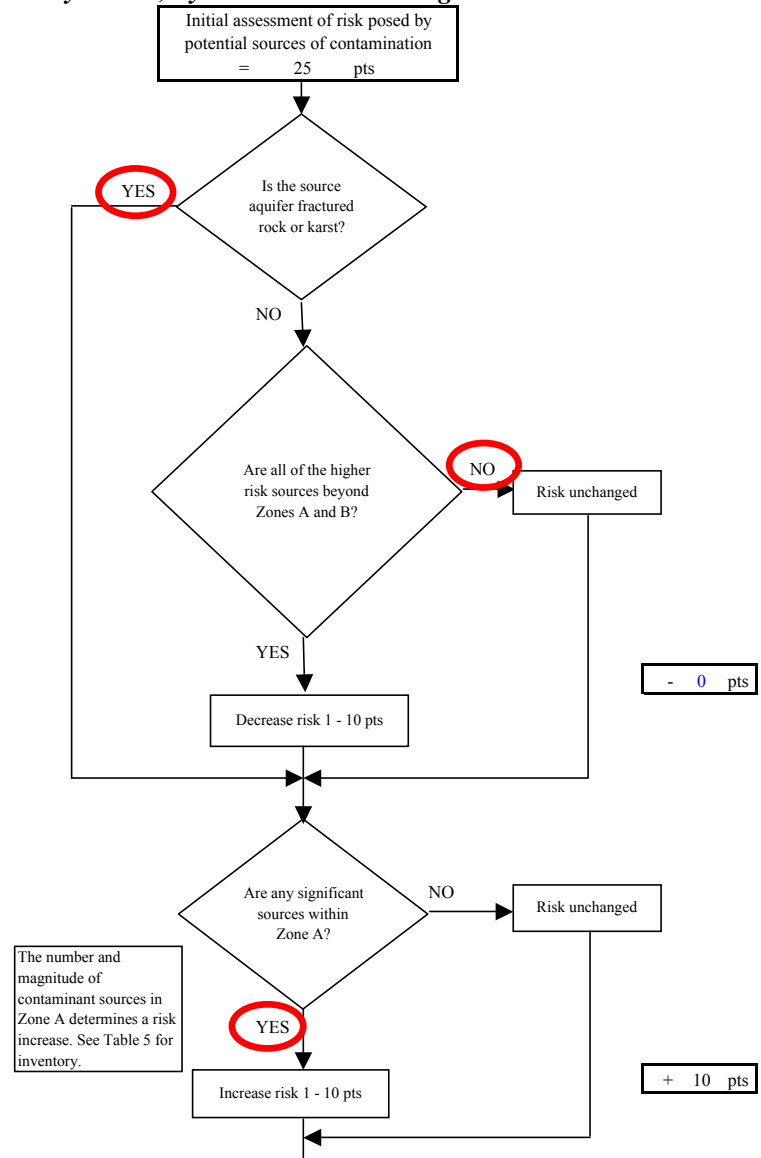 Initial assessment of risk posed by
potential sources of contamination
= 25 pts
YES
Is the source
aquifer fractured
rock or karst?
NO
Are all of the higher
risk sources beyond
Zones A and B?
NO
Risk unchanged
YES
- 0 pts
Decrease risk 1 - 10 pts
Are any significant
sources within
Zone A?
NO
Risk unchanged
The number and
magnitude of
contaminant sources in
Zone A determines a risk
increase. See Table 5 for
inventory.
YES
Increase risk 1 - 10 pts
+ 10 pts